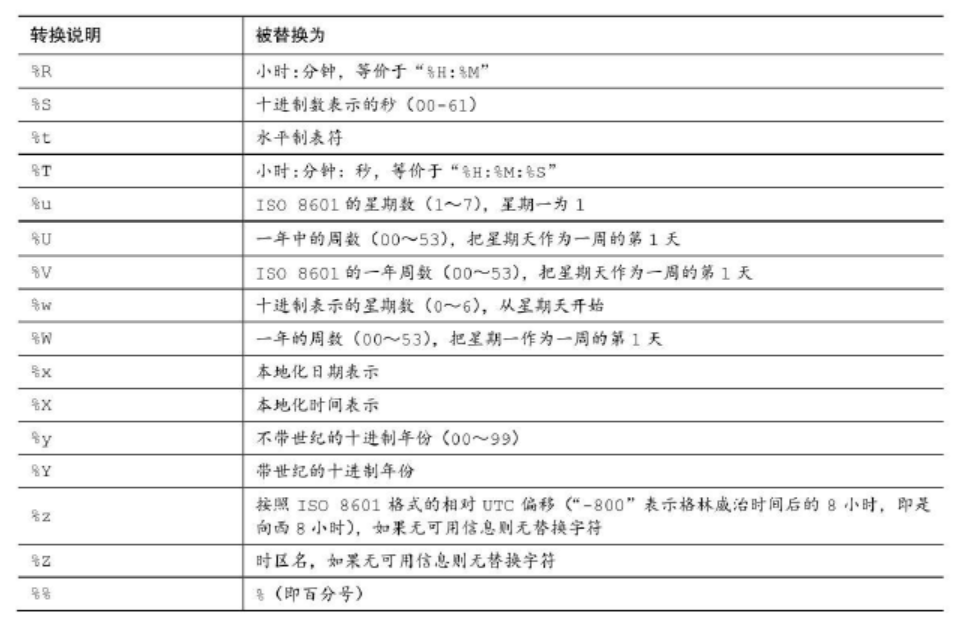 转换说明 被替换为
%R 小时:分钟，等价于“%H:%M”
%S 十进制数表示的秒（00-61）
%t 水平制表符
%T 小时:分钟: 秒，等价于“%H:%M:%S”
%u ISO 8601 的星期数（1～7），星期一为 1
%U 一年中的周数（00～53），把星期天作为一周的第 1 天
%V ISO 8601 的一年周数（00～53），把星期天作为一周的第 1 天
%w 十进制表示的星期数（0～6），从星期天开始
%W 一年的周数（00～53），把星期一作为一周的第 1 天
%x 本地化日期表示
%X 本地化时间表示
%y 不带世纪的十进制年份（00～99）
%Y 带世纪的十进制年份
%z 按照 ISO 8601 格式的相对 UTC 偏移（“-800”表示格林威治时间后的 8 小时，即是
向西 8 小时），如果无可用信息则无替换字符
%Z 时区名，如果无可用信息则无替换字符
%% %（即百分号）